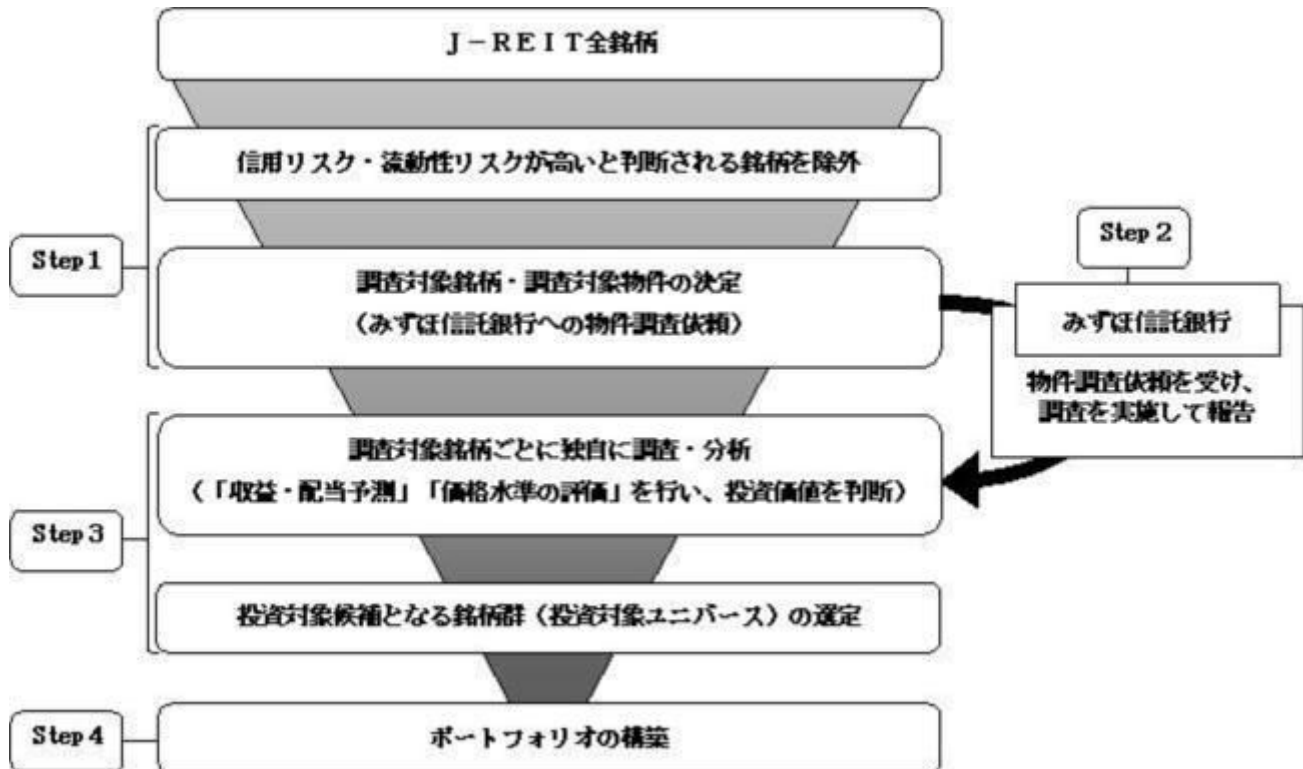 J－REIT全銘柄
信用リスク・流動性リスクが高いと判断される銘柄を除外
Step1
調査対象銘柄・調査対象物件の決定
（みずほ信託銀行への物件調査依頼）
Step2
みずほ信託銀行
物件調査依頼を受け、
調査を実施して報告
調査対象銘柄ごとに独自に調査・分析
（「収益・配当予測」「価格水準の評価」を行い、投資価値を判断）
Step3
投資対象候補となる銘柄群（投資対象ユニバース）の選定
Step4
ポートフォリオの構築